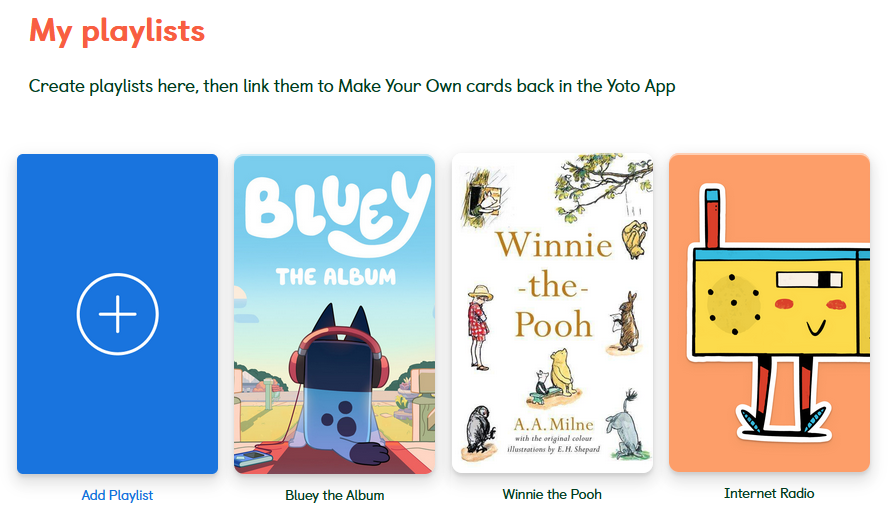 My playlists
Create playlists here, then link them to Make Your Own cards back in the Yoto App
BLUEY
THE ALBUM
Winnie
-the-
Pooh
A.A.Milne
with the original colour
illustrations by E.H. Shepard
Add Playlist
Bluey the Album
Winnie the Pooh
Internet Radio